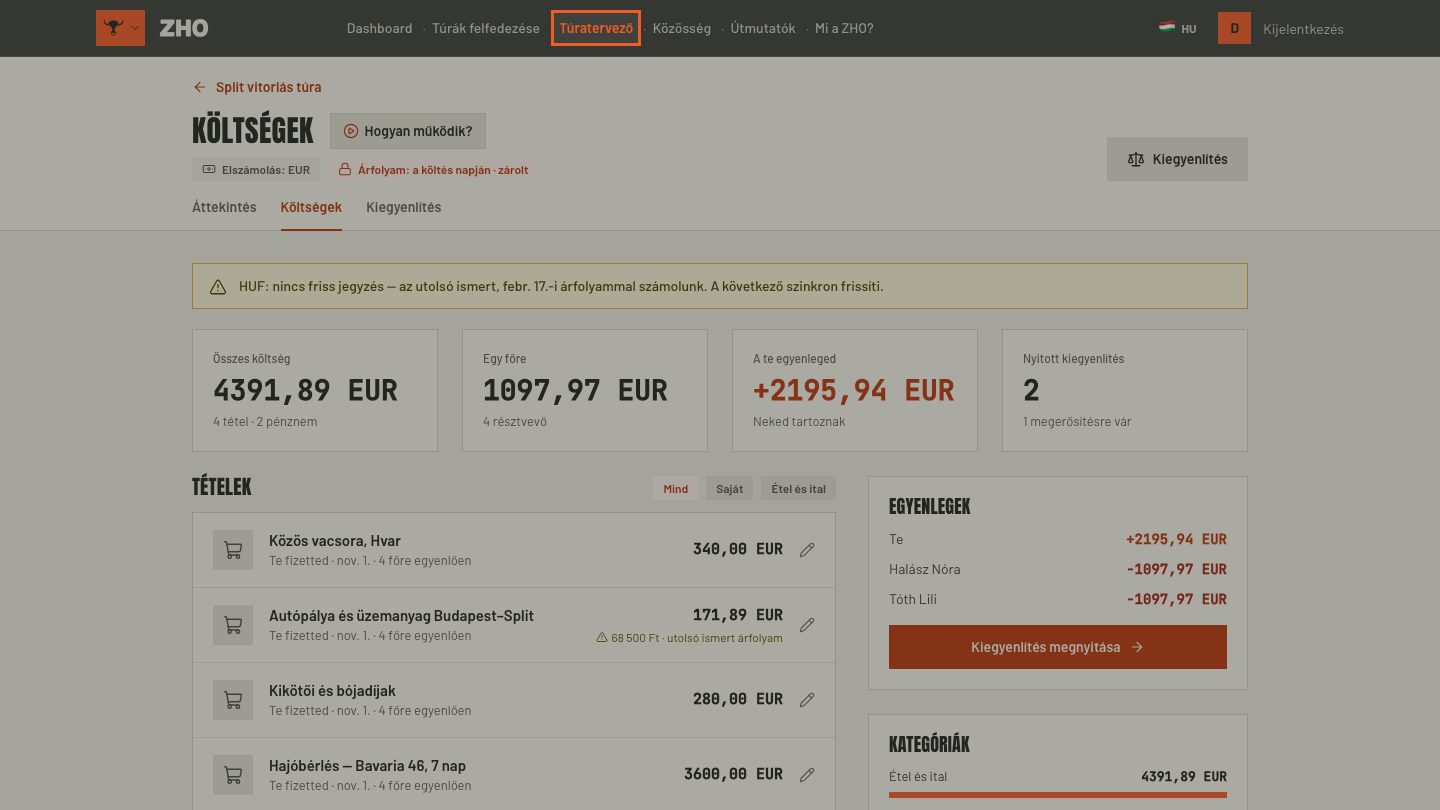 ZHO
Dashboard · Túrák felfedezése · Túratervező · Közösség · Útmutatók · Mi a ZHO?
HU
D
Kijelentkezés
Split vitorlás túra
KÖLTSÉGEK
Hogyan működik?
Elszámolás: EUR
Árfolyam: a költés napján · zárolt
Kiegyenlítés
Áttekintés
Költségek
Kiegyenlítés
HUF: nincs friss jegyzés — az utolsó ismert, febr. 17.-i árfolyammal számolunk. A következő szinkron frissíti.
Összes költség
4391,89 EUR
4 tétel · 2 pénznem
Egy főre
1097,97 EUR
4 résztvevő
A te egyenleged
+2195,94 EUR
Neked tartoznak
Nyitott kiegyenlítés
2
1 megerősítésre vár
TÉTELEK
Mind
Saját
Étel és ital
Közös vacsora, Hvar
Te fizetted · nov. 1. · 4 főre egyenlően
340,00 EUR
Autópálya és üzemanyag Budapest–Split
Te fizetted · nov. 1. · 4 főre egyenlően
171,89 EUR
68 500 Ft · utolsó ismert árfolyam
Kikötői és bójadíjak
Te fizetted · nov. 1. · 4 főre egyenlően
280,00 EUR
Hajóbérlés — Bavaria 46, 7 nap
Te fizetted · nov. 1. · 4 főre egyenlően
3600,00 EUR
EGYENLEGEK
Te
+2195,94 EUR
Halász Nóra
-1097,97 EUR
Tóth Lili
-1097,97 EUR
Kiegyenlítés megnyitása
KATEGÓRIÁK
Étel és ital
4391,89 EUR